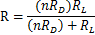 R = (nR_D)R_L / ((nR_D) + R_L)